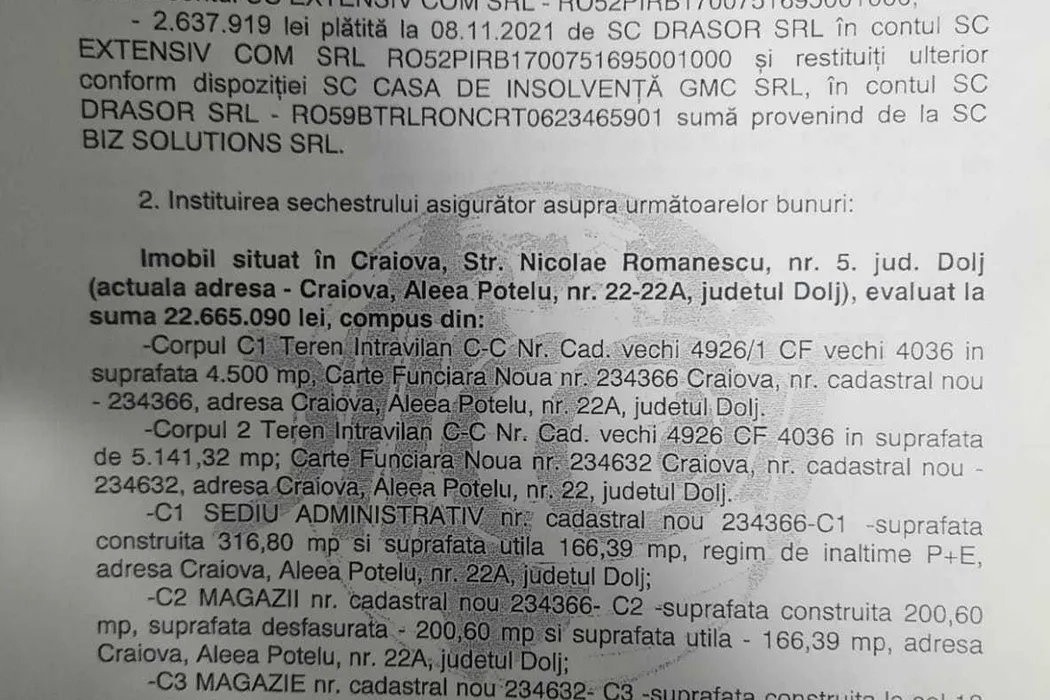 EXTENSIV COM SRL - RO52PIRB1700751695001000,
- 2.637.919 lei plătită la 08.11.2021 de SC DRASOR SRL în contul SC
EXTENSIV COM SRL RO52PIRB1700751695001000 și restituiți ulterior
conform dispoziției SC CASA DE INSOLVENȚĂ GMC SRL, în contul SC
DRASOR SRL - RO59BTRLRONCRT0623465901 sumă provenind de la SC
BIZ SOLUTIONS SRL.
2. Instituirea sechestrului asigurător asupra următoarelor bunuri:
Imobil situat în Craiova, Str. Nicolae Romanescu, nr. 5. jud. Dolj
(actuala adresa - Craiova, Aleea Potelu, nr. 22-22A, judetul Dolj), evaluat la
suma 22.665.090 lei, compus din:
-Corpul C1 Teren Intravilan C-C Nr. Cad. vechi 4926/1 CF vechi 4036 in
suprafata 4.500 mp, Carte Funciara Noua nr. 234366 Craiova, nr. cadastral nou
- 234366, adresa Craiova, Aleea Potelu, nr. 22A, judetul Dolj.
-Corpul 2 Teren Intravilan C-C Nr. Cad. vechi 4926 CF 4036 in suprafata
de 5.141,32 mp; Carte Funciara Noua nr. 234632 Craiova, nr. cadastral nou -
234632, adresa Craiova, Aleea Potelu, nr. 22, judetul Dolj.
-C1 SEDIU ADMINISTRATIV nr. cadastral nou 234366-C1 -suprafata
construita 316,80 mp si suprafata utila 166,39 mp, regim de inaltime P+E,
adresa Craiova, Aleea Potelu, nr. 22A, judetul Dolj;
-C2 MAGAZII nr. cadastral nou 234366- C2 -suprafata construita 200,60
mp, suprafata desfasurata - 200,60 mp si suprafata utila - 166,39 mp, adresa
Craiova, Aleea Potelu, nr. 22A, judetul Dolj;
-C3 MAGAZIE nr. cadastral nou 234632- C3 -suprafata construita la sol